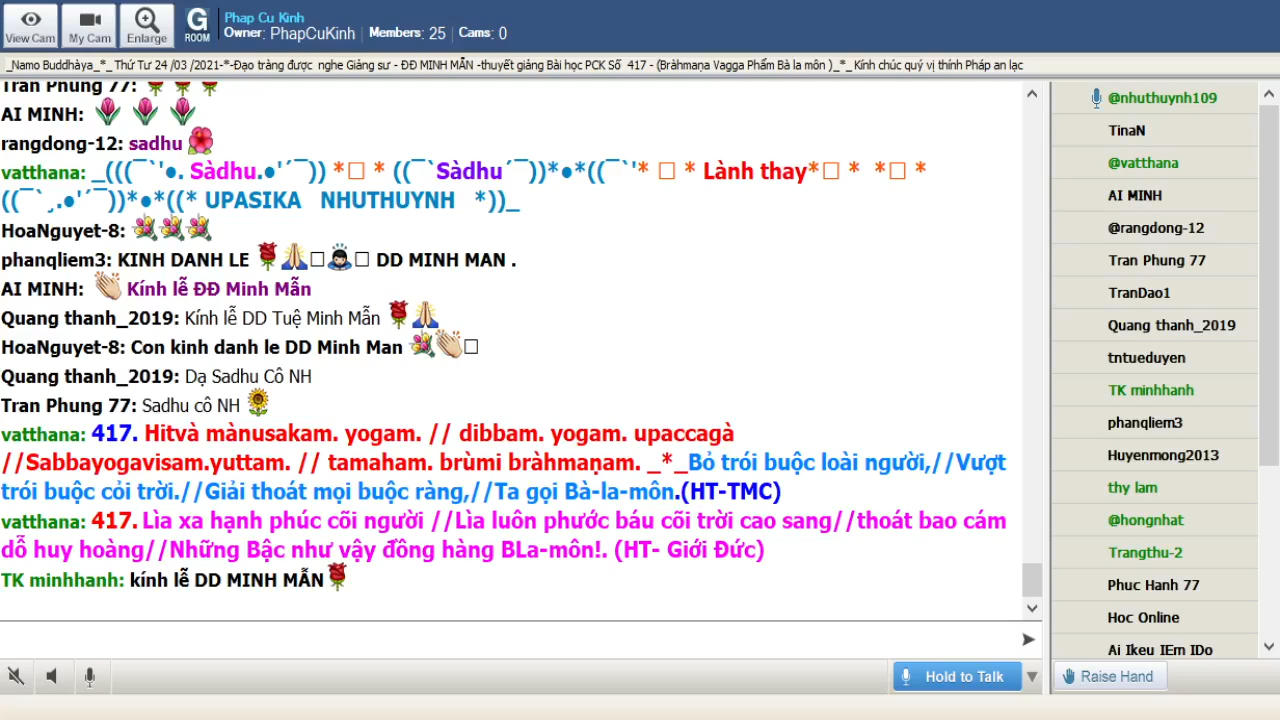 View Cam
My Cam
Enlarge
G
ROOM
Phap Cu Kinh
Owner: PhapCuKinh | Members: 25 | Cams: 0
_Namo Buddhàya_*_ Thứ Tư 24 /03 /2021-*-Đạo tràng được nghe Giảng sư - ĐĐ MINH MẪN -thuyết giảng Bài học PCK Số 417 - (Bràhmaṇa Vagga Phẩm Bà la môn )_*_ Kính chúc quý vị thính Pháp an lạc
Tran Phung 77:
AI MINH:
rangdong-12: sadhu
vatthana: _(((¯`'●. Sàdhu.●'´¯)) *□ * ((¯`Sàdhu´¯))*●*((¯`'* □ * Lành thay*□ * *□ *
((¯`¸.●'´¯))*●*((* UPASIKA NHUTHUYNH *))_
HoaNguyet-8:
phanqliem3: KINH DANH LE □ □ DD MINH MAN .
AI MINH: Kính lễ ĐĐ Minh Mẫn
Quang thanh_2019: Kính lễ DD Tuệ Minh Mẫn
HoaNguyet-8: Con kinh danh le DD Minh Man □
Quang thanh_2019: Dạ Sadhu Cô NH
Tran Phung 77: Sadhu cô NH
vatthana: 417. Hitvà mànusakam. yogam. // dibbam. yogam. upaccagà
//Sabbayogavisam.yuttam. // tamaham. brùmi bràhmaṇam. _*_Bỏ trói buộc loài người,//Vượt
trói buộc cỏi trời.//Giải thoát mọi buộc ràng,//Ta gọi Bà-la-môn.(HT-TMC)
vatthana: 417. Lìa xa hạnh phúc cõi người //Lìa luôn phước báu cõi trời cao sang//thoát bao cám
dỗ huy hoàng//Những Bậc như vậy đồng hàng BLa-môn!. (HT- Giới Đức)
TK minhhanh: kính lễ DD MINH MẪN
Hold to Talk
@nhuthuynh109
TinaN
@vatthana
AI MINH
@rangdong-12
Tran Phung 77
TranDao1
Quang thanh_2019
tntueduyen
TK minhhanh
phanqliem3
Huyenmong2013
thy lam
@hongnhat
Trangthu-2
Phuc Hanh 77
Hoc Online
Ai Ikeu IEm IDo
Raise Hand